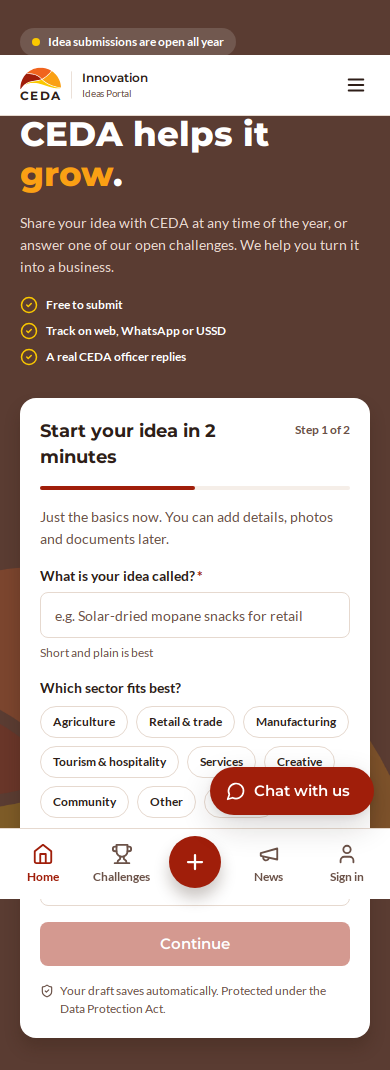 Idea submissions are open all year
CEDA
Innovation
Ideas Portal
CEDA helps it
grow.
Share your idea with CEDA at any time of the year, or
answer one of our open challenges. We help you turn it
into a business.
Free to submit
Track on web, WhatsApp or USSD
A real CEDA officer replies
Start your idea in 2
minutes
Step 1 of 2
Just the basics now. You can add details, photos
and documents later.
What is your idea called? *
e.g. Solar-dried mopane snacks for retail
Short and plain is best
Which sector fits best?
Agriculture
Retail & trade
Manufacturing
Tourism & hospitality
Services
Creative
Chat with us
Community
Other
Home
Challenges
News
Sign in
Continue
Your draft saves automatically. Protected under the
Data Protection Act.